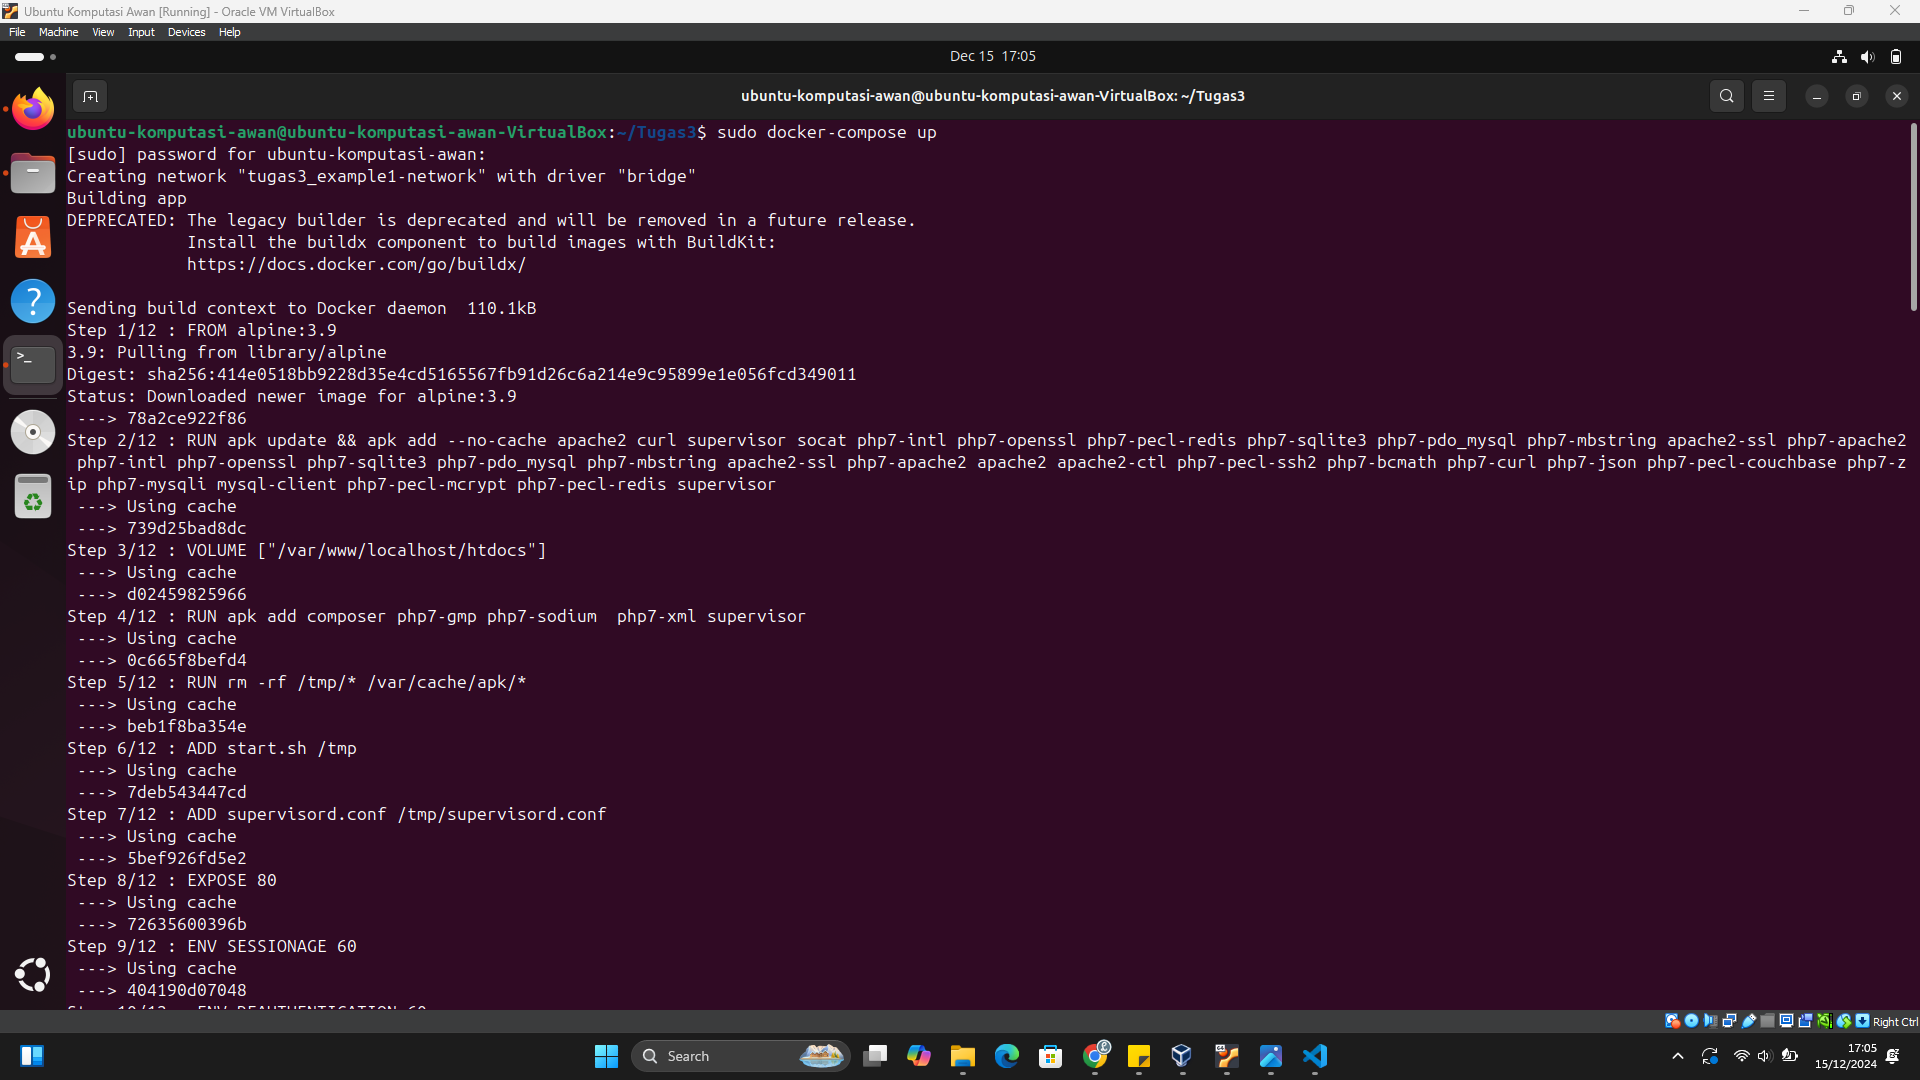 Ubuntu Komputasi Awan [Running] - Oracle VM VirtualBox
File Machine View Input Devices Help
Dec 15 17:05
ubuntu-komputasi-awan@ubuntu-komputasi-awan-VirtualBox: ~/Tugas3
ubuntu-komputasi-awan@ubuntu-komputasi-awan-VirtualBox:~/Tugas3$ sudo docker-compose up
[sudo] password for ubuntu-komputasi-awan:
Creating network "tugas3_example1-network" with driver "bridge"
Building app
DEPRECATED: The legacy builder is deprecated and will be removed in a future release.
Install the buildx component to build images with BuildKit:
https://docs.docker.com/go/buildx/
Sending build context to Docker daemon  110.1kB
Step 1/12 : FROM alpine:3.9
3.9: Pulling from library/alpine
Digest: sha256:414e0518bb9228d35e4cd5165567fb91d26c6a214e9c95899e1e056fcd349011
Status: Downloaded newer image for alpine:3.9
---> 78a2ce922f86
Step 2/12 : RUN apk update && apk add --no-cache apache2 curl supervisor socat php7-intl php7-openssl php7-pecl-redis php7-sqlite3 php7-pdo_mysql php7-mbstring apache2-ssl php7-apache2
php7-intl php7-openssl php7-sqlite3 php7-pdo_mysql php7-mbstring apache2-ssl php7-apache2 apache2 apache2-ctl php7-pecl-ssh2 php7-bcmath php7-curl php7-json php7-pecl-couchbase php7-z
ip php7-mysqli mysql-client php7-pecl-mcrypt php7-pecl-redis supervisor
---> Using cache
---> 739d25bad8dc
Step 3/12 : VOLUME ["/var/www/localhost/htdocs"]
---> Using cache
---> d02459825966
Step 4/12 : RUN apk add composer php7-gmp php7-sodium  php7-xml supervisor
---> Using cache
---> 0c665f8befd4
Step 5/12 : RUN rm -rf /tmp/* /var/cache/apk/*
---> Using cache
---> beb1f8ba354e
Step 6/12 : ADD start.sh /tmp
---> Using cache
---> 7deb543447cd
Step 7/12 : ADD supervisord.conf /tmp/supervisord.conf
---> Using cache
---> 5bef926fd5e2
Step 8/12 : EXPOSE 80
---> Using cache
---> 72635600396b
Step 9/12 : ENV SESSIONAGE 60
---> Using cache
---> 404190d07048
Right Ctrl
Search
17:05
15/12/2024